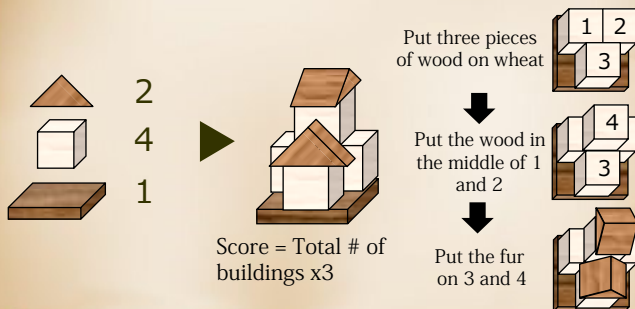 2
4
1
Score = Total # of
buildings x3
Put three pieces
of wood on wheat
1 2
3
Put the wood in
the middle of 1
and 2
4
3
Put the fur
on 3 and 4